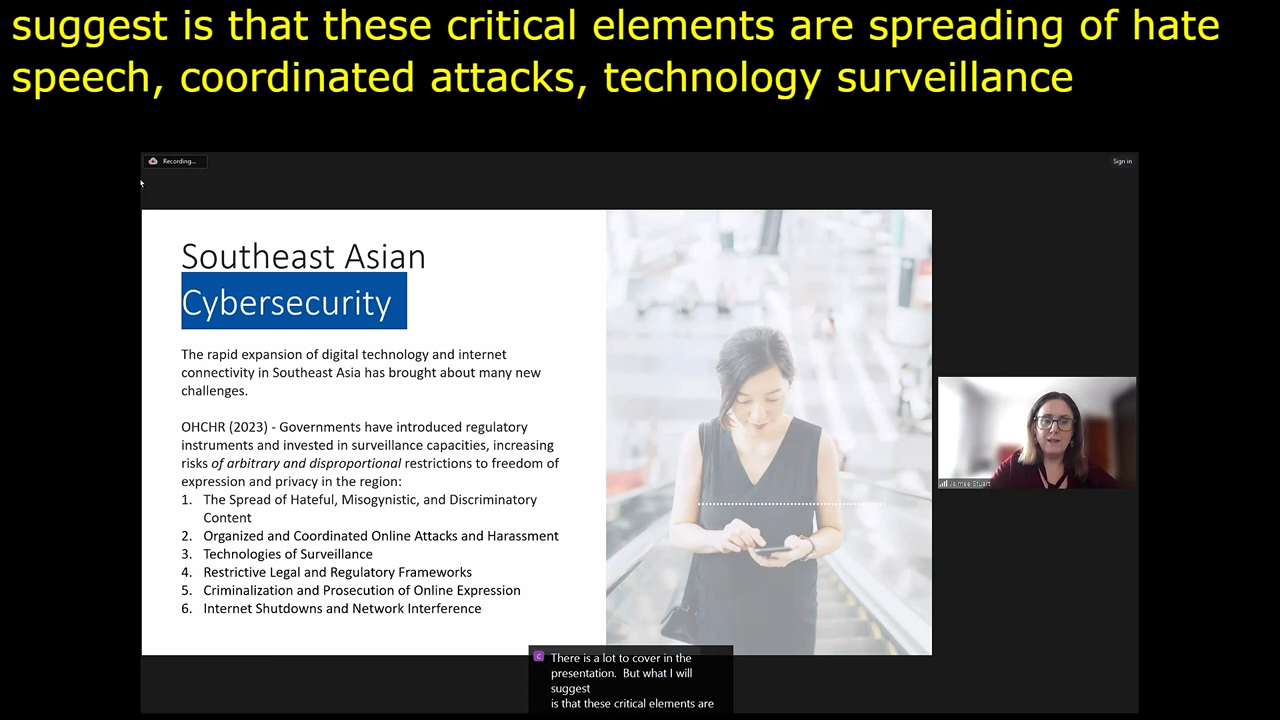 suggest is that these critical elements are spreading of hate
speech, coordinated attacks, technology surveillance
Recording...
Sign in
Southeast Asian
Cybersecurity
The rapid expansion of digital technology and internet
connectivity in Southeast Asia has brought about many new
challenges.
OHCHR (2023) - Governments have introduced regulatory
instruments and invested in surveillance capacities, increasing
risks of arbitrary and disproportional restrictions to freedom of
expression and privacy in the region:
1. The Spread of Hateful, Misogynistic, and Discriminatory
Content
2. Organized and Coordinated Online Attacks and Harassment
3. Technologies of Surveillance
4. Restrictive Legal and Regulatory Frameworks
5. Criminalization and Prosecution of Online Expression
6. Internet Shutdowns and Network Interference
Jaimee Stuart
C
There is a lot to cover in the
presentation. But what I will
suggest
is that these critical elements are